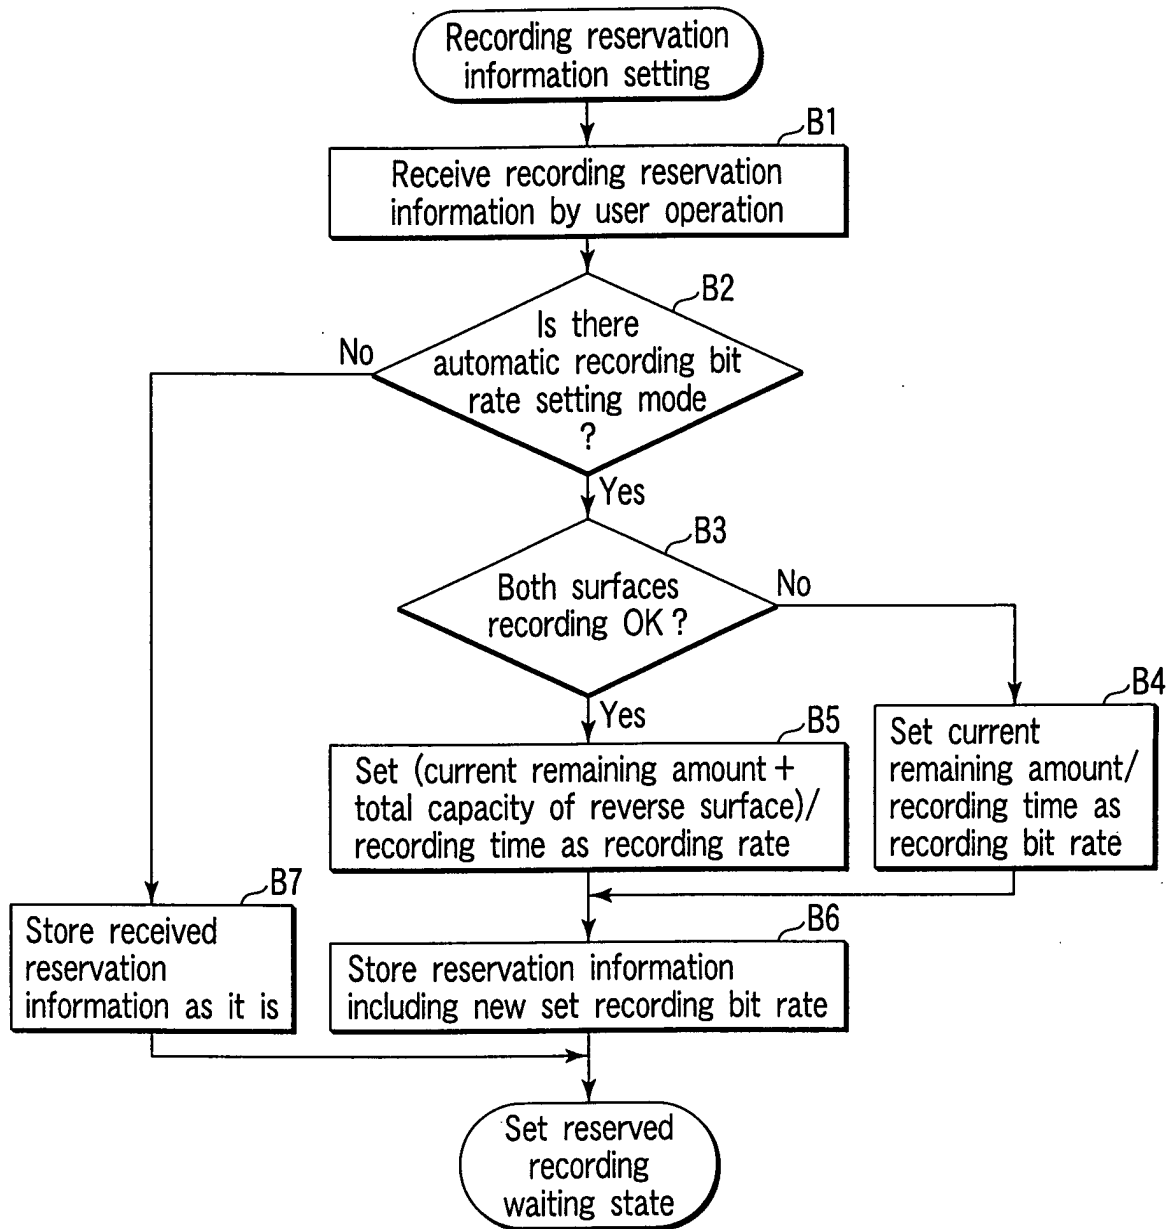 Recording reservation
information setting
B1
Receive recording reservation
information by user operation
B2
Is there
automatic recording bit
rate setting mode
?
No
Yes
B3
Both surfaces
recording OK ?
No
Yes
B4
Set current
remaining amount/
recording time as
recording bit rate
B5
Set (current remaining amount +
total capacity of reverse surface)/
recording time as recording rate
B7
Store received
reservation
information as it is
B6
Store reservation information
including new set recording bit rate
Set reserved
recording
waiting state